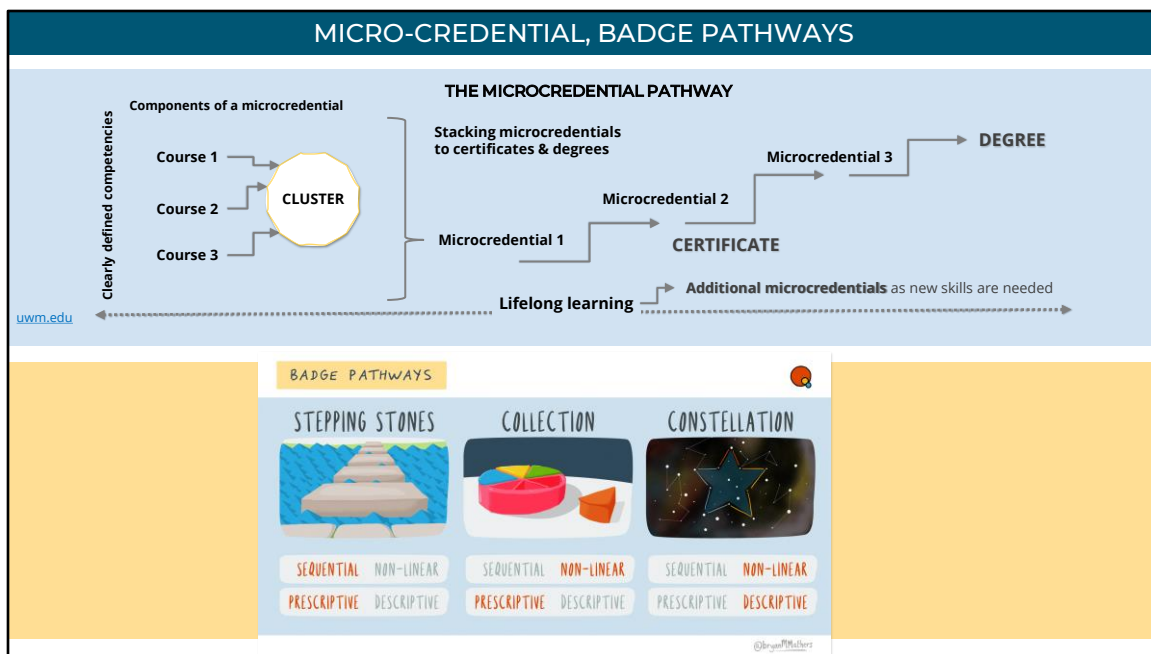 MICRO-CREDENTIAL, BADGE PATHWAYS
THE MICROCREDENTIAL PATHWAY
Components of a microcredential
Clearly defined competencies
Course 1
Course 2
Course 3
CLUSTER
Stacking microcredentials
to certificates & degrees
Microcredential 1
Microcredential 2
CERTIFICATE
Microcredential 3
DEGREE
Lifelong learning
Additional microcredentials as new skills are needed
uwm.edu
BADGE PATHWAYS
STEPPING STONES
SEQUENTIAL NON-LINEAR
PRESCRIPTIVE DESCRIPTIVE
COLLECTION
SEQUENTIAL NON-LINEAR
PRESCRIPTIVE DESCRIPTIVE
CONSTELLATION
SEQUENTIAL NON-LINEAR
PRESCRIPTIVE DESCRIPTIVE
@bryanMMathers